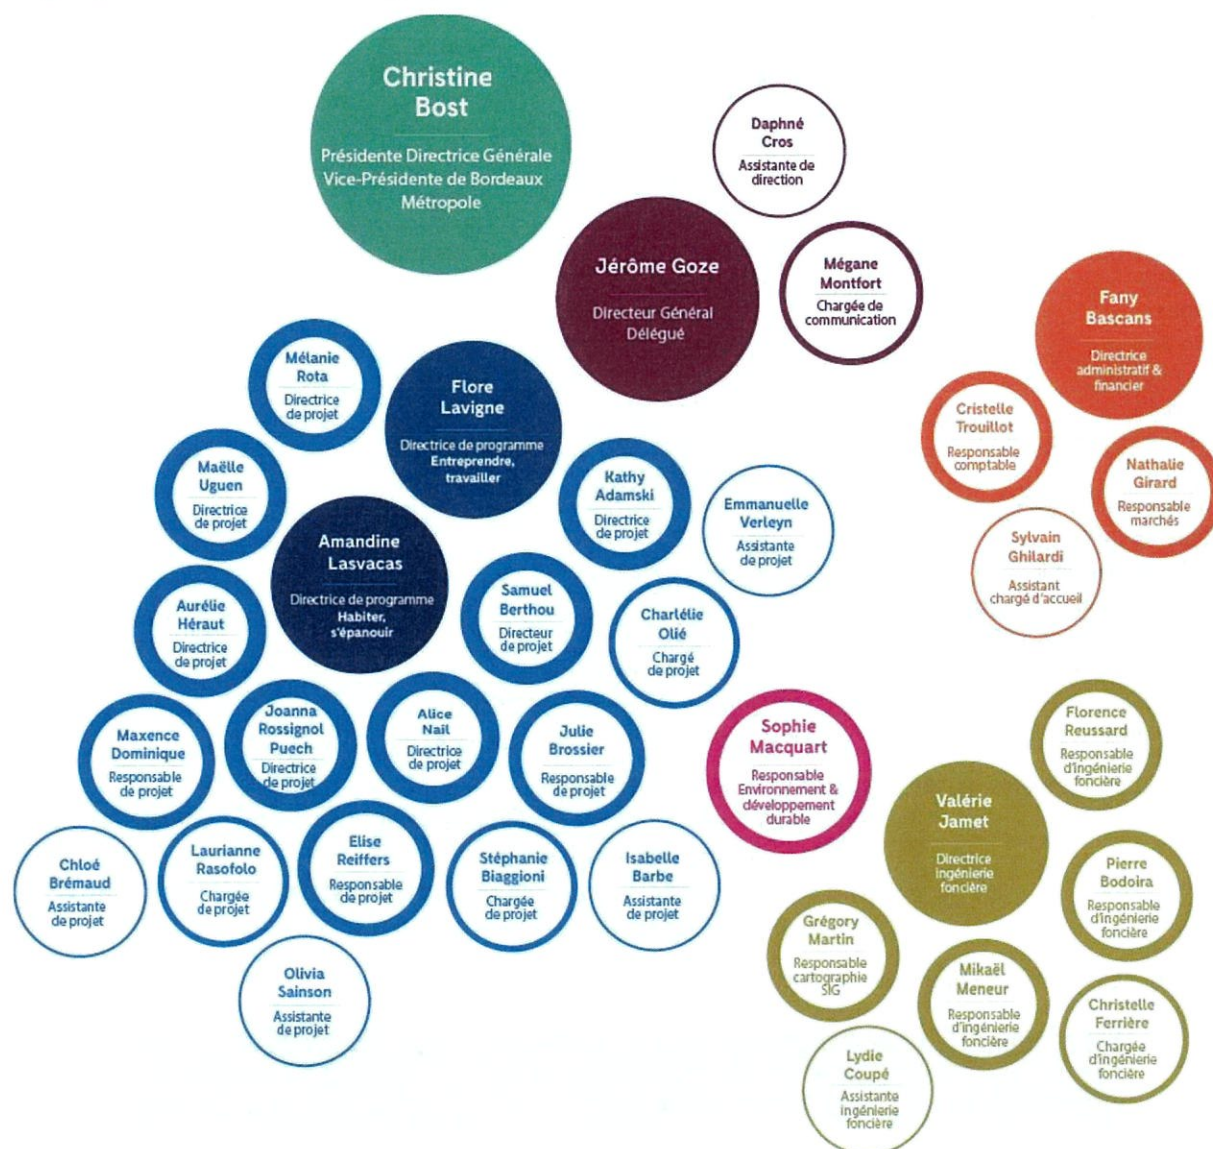 Christine
Bost
Présidente Directrice Générale
Vice-Présidente de Bordeaux
Métropole
Daphné
Cros
Assistante de
direction
Jérôme Goze
Directeur Général
Délégué
Mégane
Montfort
Chargée de
communication
Fany
Bascans
Directrice
administratif &
financier
Cristelle
Trouillot
Responsable
comptable
Nathalie
Girard
Responsable
marchés
Sylvain
Ghilardi
Assistant
chargé d'accueil
Mélanie
Rota
Directrice
de projet
Flore
Lavigne
Directrice de programme
Entreprendre,
travailler
Maëlle
Uguen
Directrice
de projet
Kathy
Adamski
Directrice
de projet
Emmanuelle
Verleyn
Assistante
de projet
Amandine
Lasvacas
Directrice de programme
Habiter,
s'épanouir
Samuel
Berthou
Directeur
de projet
Charlélie
Olié
Chargé
de projet
Aurélie
Héraut
Directrice
de projet
Maxence
Dominique
Responsable
de projet
Joanna
Rossignol
Puech
Directrice
de projet
Alice
Nail
Directrice
de projet
Julie
Brossier
Responsable
de projet
Sophie
Macquart
Responsable
Environnement &
développement
durable
Florence
Reussard
Responsable
d'ingénierie
foncière
Valérie
Jamet
Directrice
ingénierie
foncière
Chloé
Brémaud
Assistante
de projet
Laurianne
Rasofolo
Chargée
de projet
Elise
Reiffers
Responsable
de projet
Stéphanie
Biaggioni
Chargée
de projet
Isabelle
Barbe
Assistante
de projet
Pierre
Bodoira
Responsable
d'ingénierie
foncière
Grégory
Martin
Responsable
cartographie
SIG
Mikaël
Meneur
Responsable
d'ingénierie
foncière
Christelle
Ferrière
Chargée
d'ingénierie
foncière
Olivia
Sainson
Assistante
de projet
Lydie
Coupé
Assistante
ingénierie
foncière